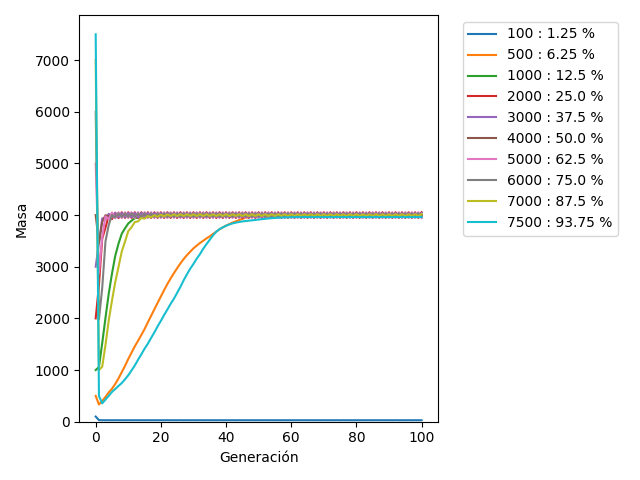 7000
6000
5000
4000
3000
2000
1000
0
Masa
0 20 40 60 80 100
Generación
100 : 1.25 %
500 : 6.25 %
1000 : 12.5 %
2000 : 25.0 %
3000 : 37.5 %
4000 : 50.0 %
5000 : 62.5 %
6000 : 75.0 %
7000 : 87.5 %
7500 : 93.75 %